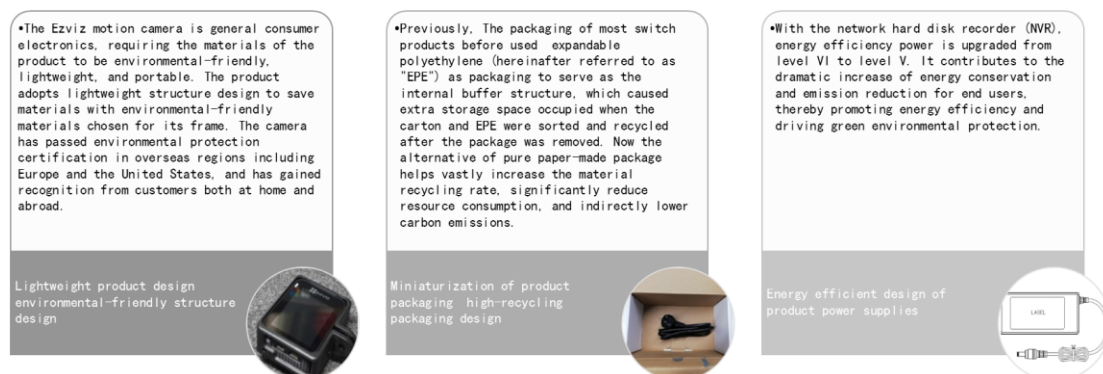 •The Ezviz motion camera is general consumer
electronics, requiring the materials of the
product to be environmental-friendly,
lightweight, and portable. The product
adopts lightweight structure design to save
materials with environmental-friendly
materials chosen for its frame. The camera
has passed environmental protection
certification in overseas regions including
Europe and the United States, and has gained
recognition from customers both at home and
abroad.
Lightweight product design
environmental-friendly structure
design
•Previously, The packaging of most switch
products before used expandable
polyethylene (hereinafter referred to as
"EPE") as packaging to serve as the
internal buffer structure, which caused
extra storage space occupied when the
carton and EPE were sorted and recycled
after the package was removed. Now the
alternative of pure paper-made package
helps vastly increase the material
recycling rate, significantly reduce
resource consumption, and indirectly lower
carbon emissions.
Miniaturization of product
packaging high-recycling
packaging design
•With the network hard disk recorder (NVR),
energy efficiency power is upgraded from
level VI to level V. It contributes to the
dramatic increase of energy conservation
and emission reduction for end users,
thereby promoting energy efficiency and
driving green environmental protection.
Energy efficient design of
product power supplies